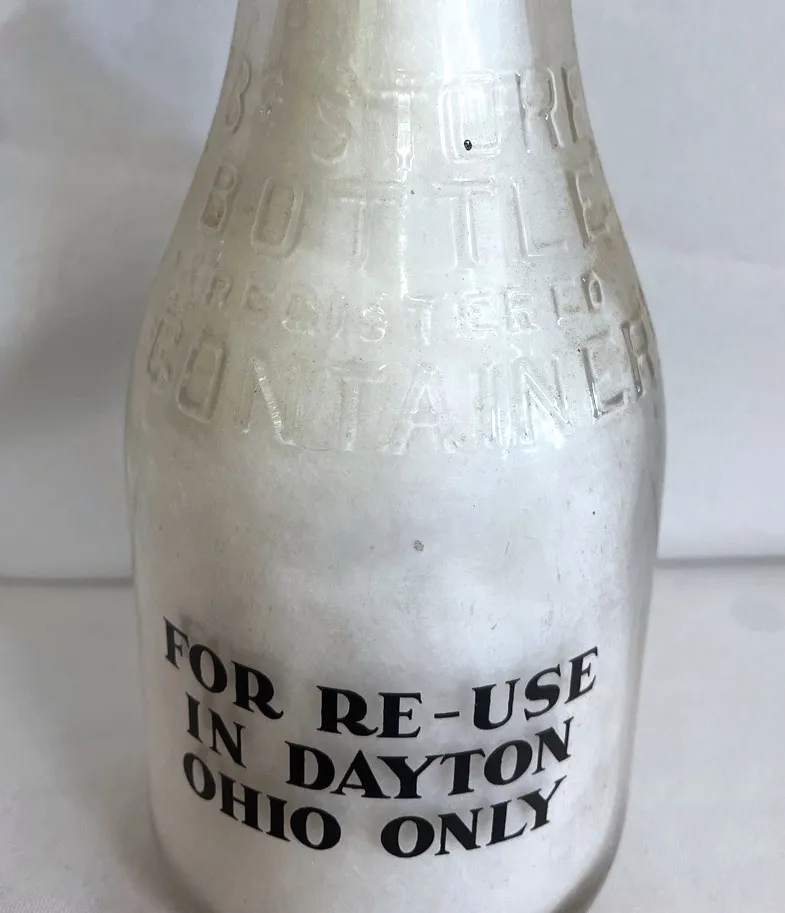 STORE
BOTTLE
REGISTERED
CONTAINER
FOR RE-USE
IN DAYTON
OHIO ONLY